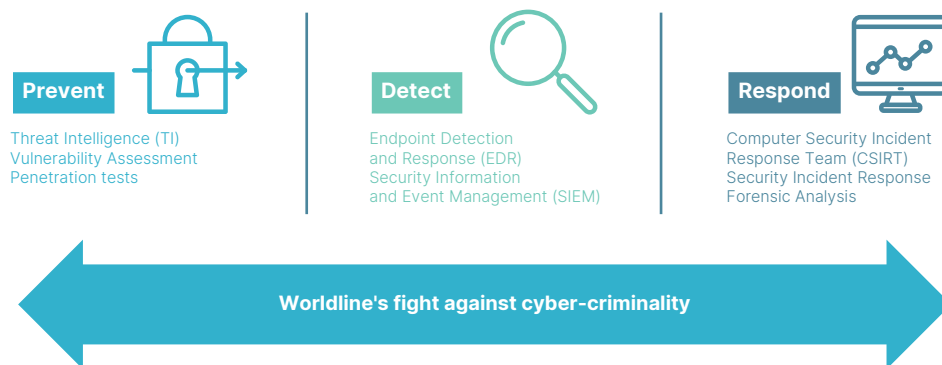 Prevent
Threat Intelligence (TI)
Vulnerability Assessment
Penetration tests
Detect
Endpoint Detection
and Response (EDR)
Security Information
and Event Management (SIEM)
Respond
Computer Security Incident
Response Team (CSIRT)
Security Incident Response
Forensic Analysis
Worldline's fight against cyber-criminality